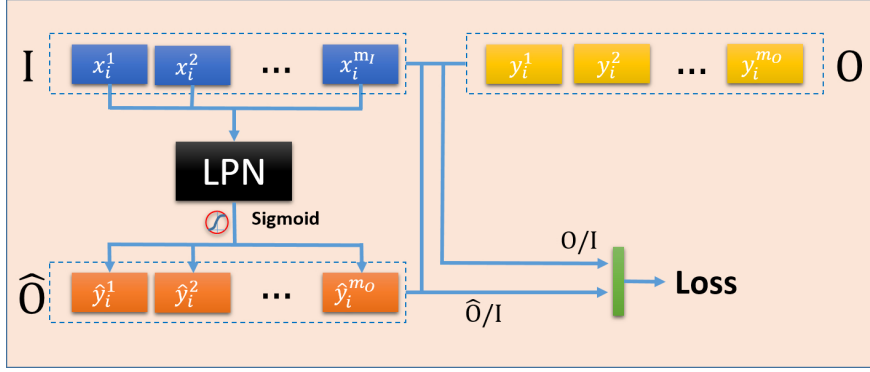 I x_i^1 x_i^2 ... x_i^{m_I} y_i^1 y_i^2 ... y_i^{m_O} O
LPN
Sigmoid
O/I
Ô ŷ_i^1 ŷ_i^2 ... ŷ_i^{m_O} Loss
Ô/I